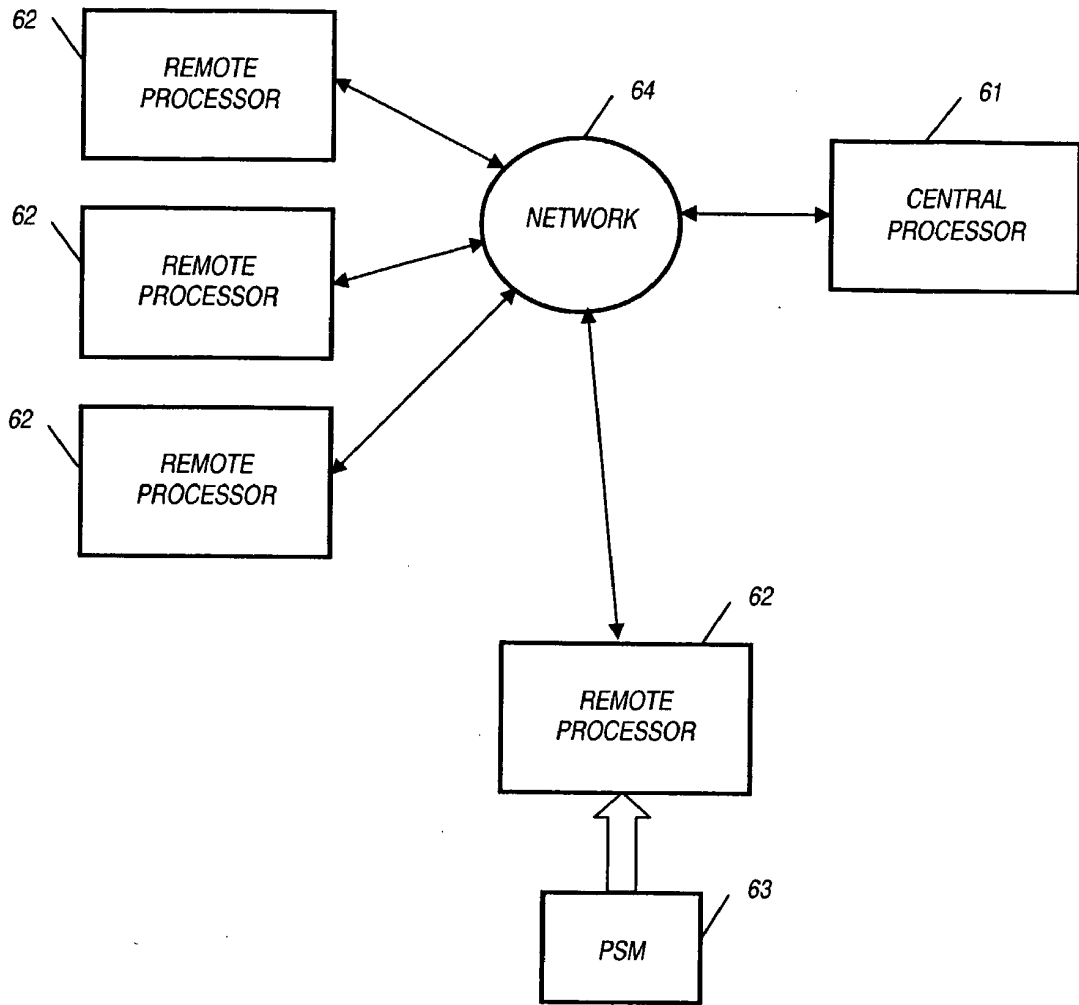 62
REMOTE
PROCESSOR
64
61
NETWORK
CENTRAL
PROCESSOR
62
REMOTE
PROCESSOR
62
REMOTE
PROCESSOR
62
REMOTE
PROCESSOR
63
PSM